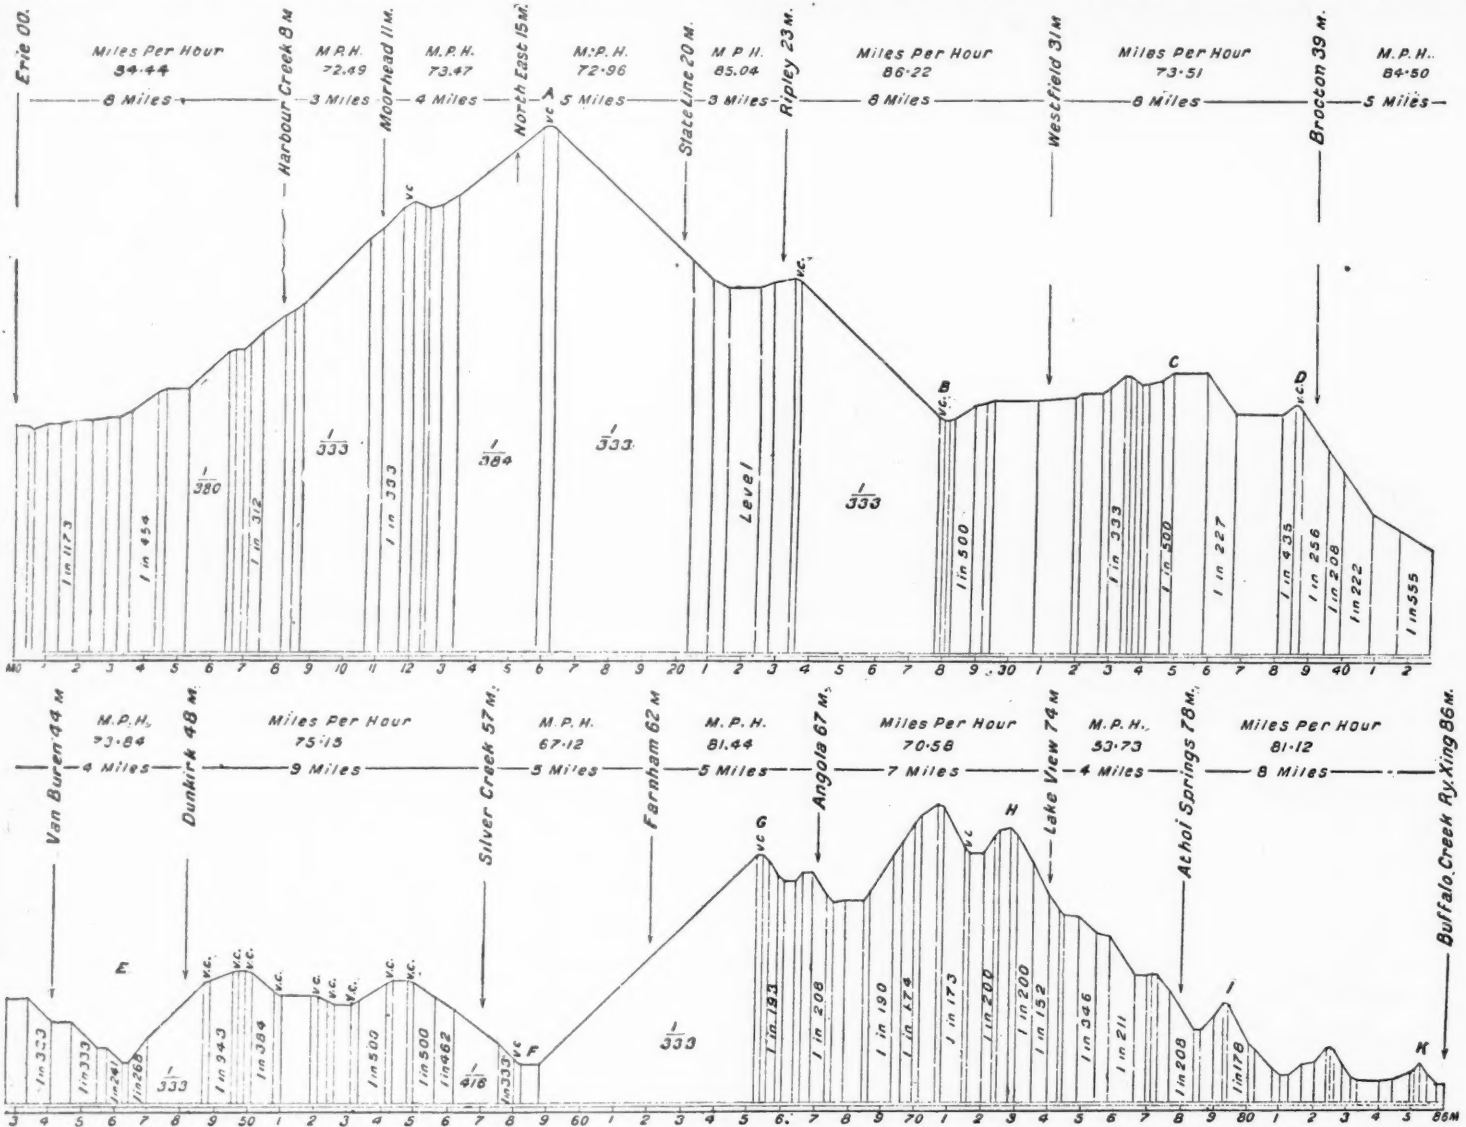 Erie 00.
Miles Per Hour
84.44
8 Miles
Harbour Creek 8 M
M.P.H.
72.49
3 Miles
Moorhead 11 M.
M.P.H.
73.47
4 Miles
North East 15 M.
M.P.H.
72.96
5 Miles
State Line 20 M.
M P H.
85.04
3 Miles
Ripley 23 M.
Miles Per Hour
86.22
8 Miles
Westfield 31 M
Miles Per Hour
73.51
8 Miles
Brocton 39 M.
M.P.H.
84.50
5 Miles
v.c
A
v.c
v.c.
v.c.
B
C
v.c.
D
1 in 1173
1 in 454
1/380
1 in 312
1/333
1 in 333
1/384
1/333
Level
1/333
1 in 500
1 in 333
1 in 500
1 in 227
1 in 435
1 in 256
1 in 208
1 in 222
1 in 555
M0 1 2 3 4 5 6 7 8 9 10 11 12 3 4 5 6 7 8 9 20 1 2 3 4 5 6 7 8 9 30 1 2 3 4 5 6 7 8 9 40 1 2
Van Buren 44 M
M.P.H.
73.84
4 Miles
Dunkirk 48 M.
Miles Per Hour
75.15
9 Miles
Silver Creek 57 M.
M.P.H.
67.12
5 Miles
Farnham 62 M.
M.P.H.
81.44
5 Miles
Angola 67 M.
Miles Per Hour
70.58
7 Miles
Lake View 74 M
M.P.H.
53.73
4 Miles
Athol Springs 78 M.
Miles Per Hour
81.12
8 Miles
Buffalo Creek Ry. Xing 86 M.
E
v.c.
v.c.
v.c.
v.c.
v.c.
v.c.
v.c.
v.c.
v.c.
v.c
F
v.c
G
v.c
H
I
K
1 in 333
1 in 333
1 in 241
1 in 268
1/333
1 in 943
1 in 384
1 in 500
1 in 500
1 in 462
1/416
1 in 333
1/333
1 in 193
1 in 208
1 in 190
1 in 174
1 in 173
1 in 200
1 in 200
1 in 152
1 in 346
1 in 211
1 in 208
1 in 178
3 4 5 6 7 8 9 50 1 2 3 4 5 6 7 8 9 60 1 2 3 4 5 6 7 8 9 70 1 2 3 4 5 6 7 8 9 80 1 2 3 4 5 86M